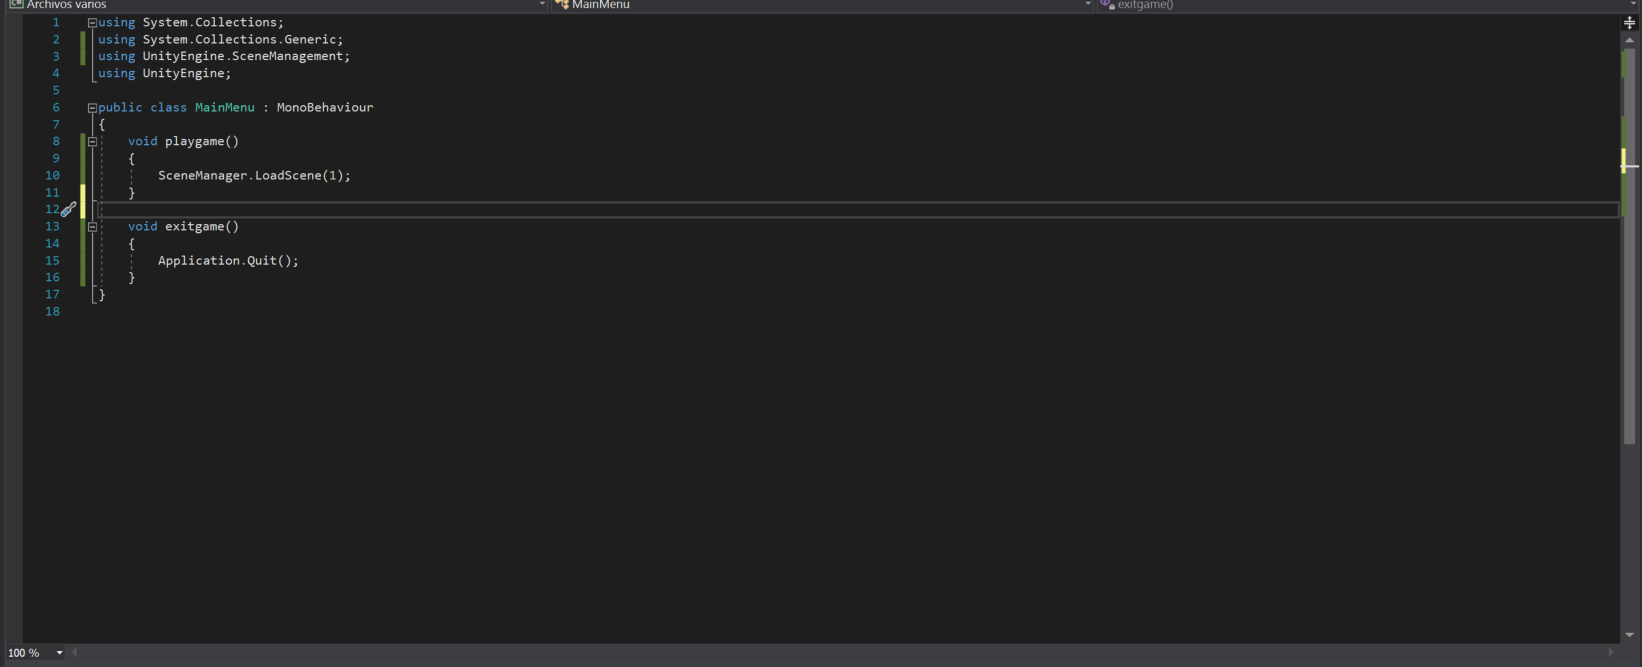 Archivos varios MainMenu exitgame()
1 using System.Collections;
2 using System.Collections.Generic;
3 using UnityEngine.SceneManagement;
4 using UnityEngine;
5
6 public class MainMenu : MonoBehaviour
7 {
8 void playgame()
9 {
10 SceneManager.LoadScene(1);
11 }
12
13 void exitgame()
14 {
15 Application.Quit();
16 }
17 }
18
100 %